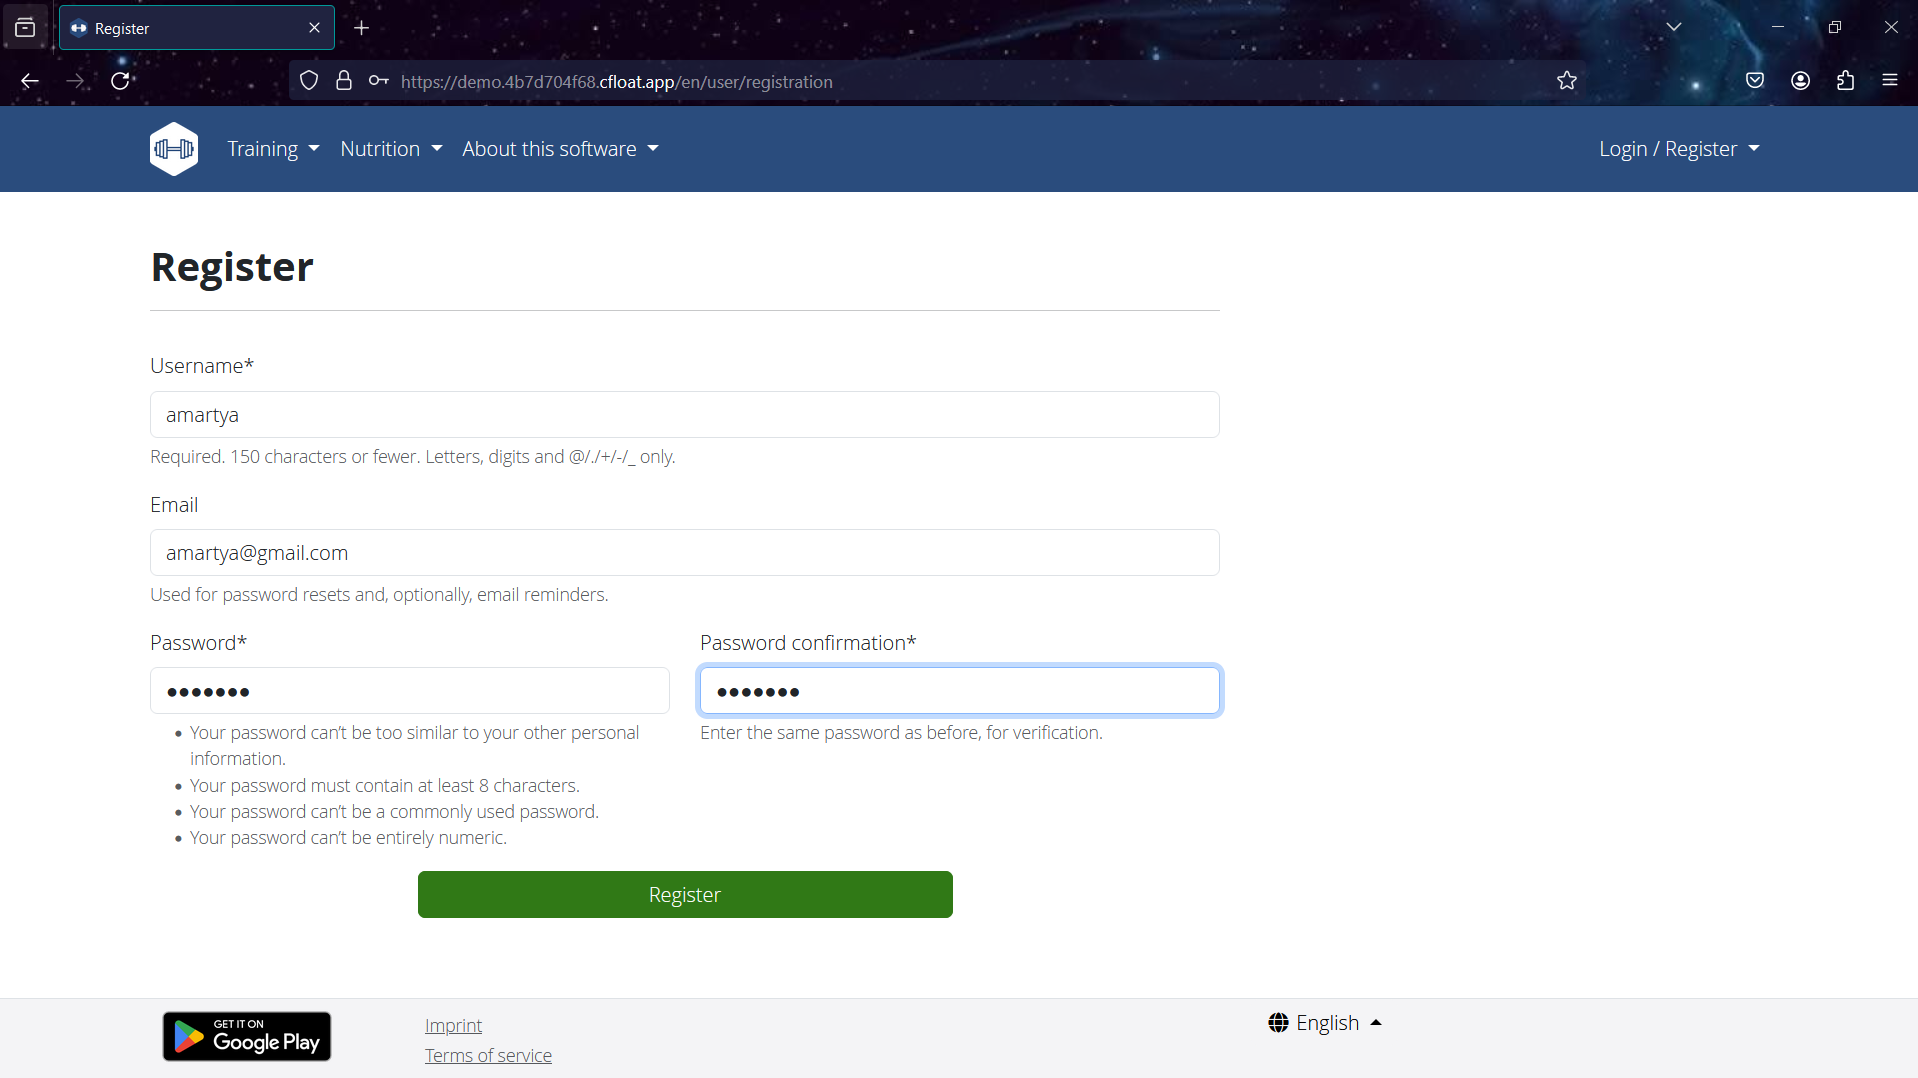 Register
https://demo.4b7d704f68.cfloat.app/en/user/registration
Training
Nutrition
About this software
Login / Register
Register
Username*
amartya
Required. 150 characters or fewer. Letters, digits and @/./+/-/_ only.
Email
amartya@gmail.com
Used for password resets and, optionally, email reminders.
Password*
•••••••
Your password can’t be too similar to your other personal
information.
Your password must contain at least 8 characters.
Your password can’t be a commonly used password.
Your password can’t be entirely numeric.
Password confirmation*
•••••••
Enter the same password as before, for verification.
Register
GET IT ON
Google Play
Imprint
Terms of service
English